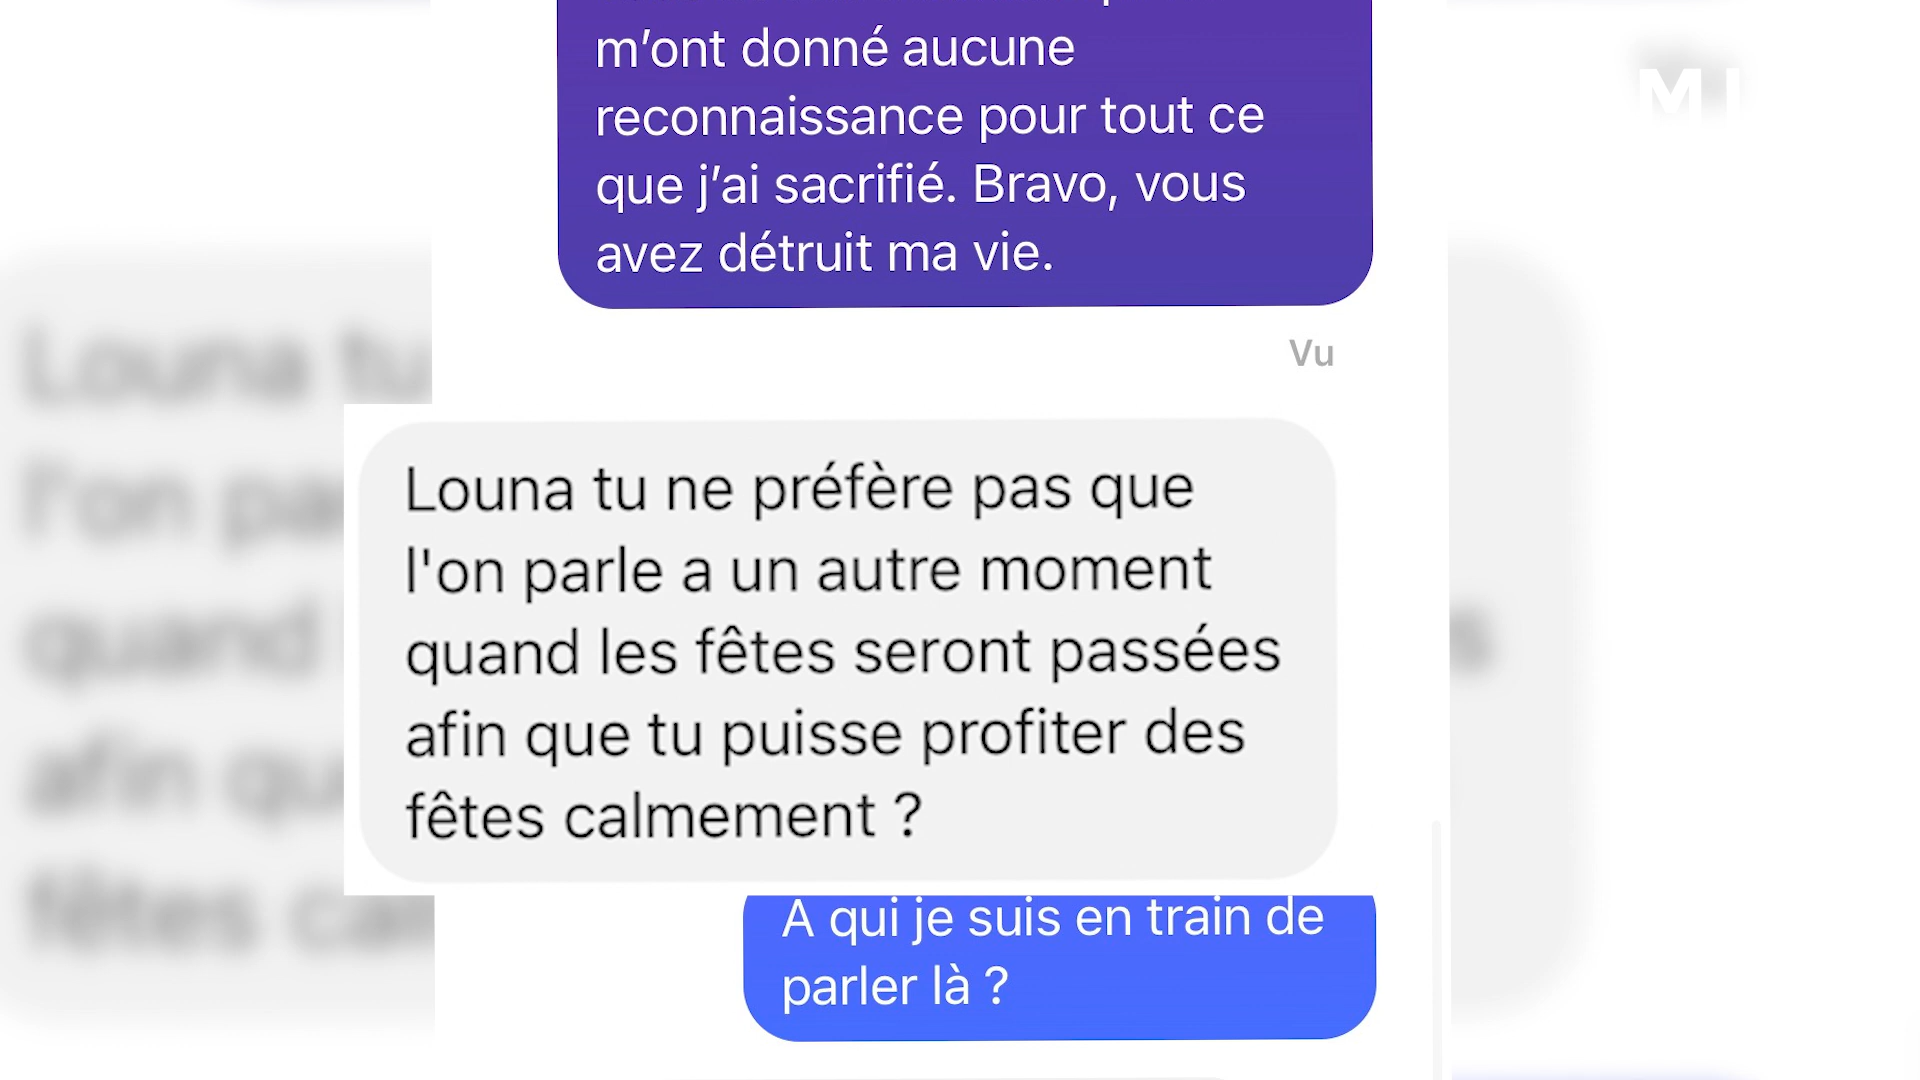 m’ont donné aucune
reconnaissance pour tout ce
que j’ai sacrifié. Bravo, vous
avez détruit ma vie.
Vu
Louna tu ne préfère pas que
l'on parle a un autre moment
quand les fêtes seront passées
afin que tu puisse profiter des
fêtes calmement ?
A qui je suis en train de
parler là ?